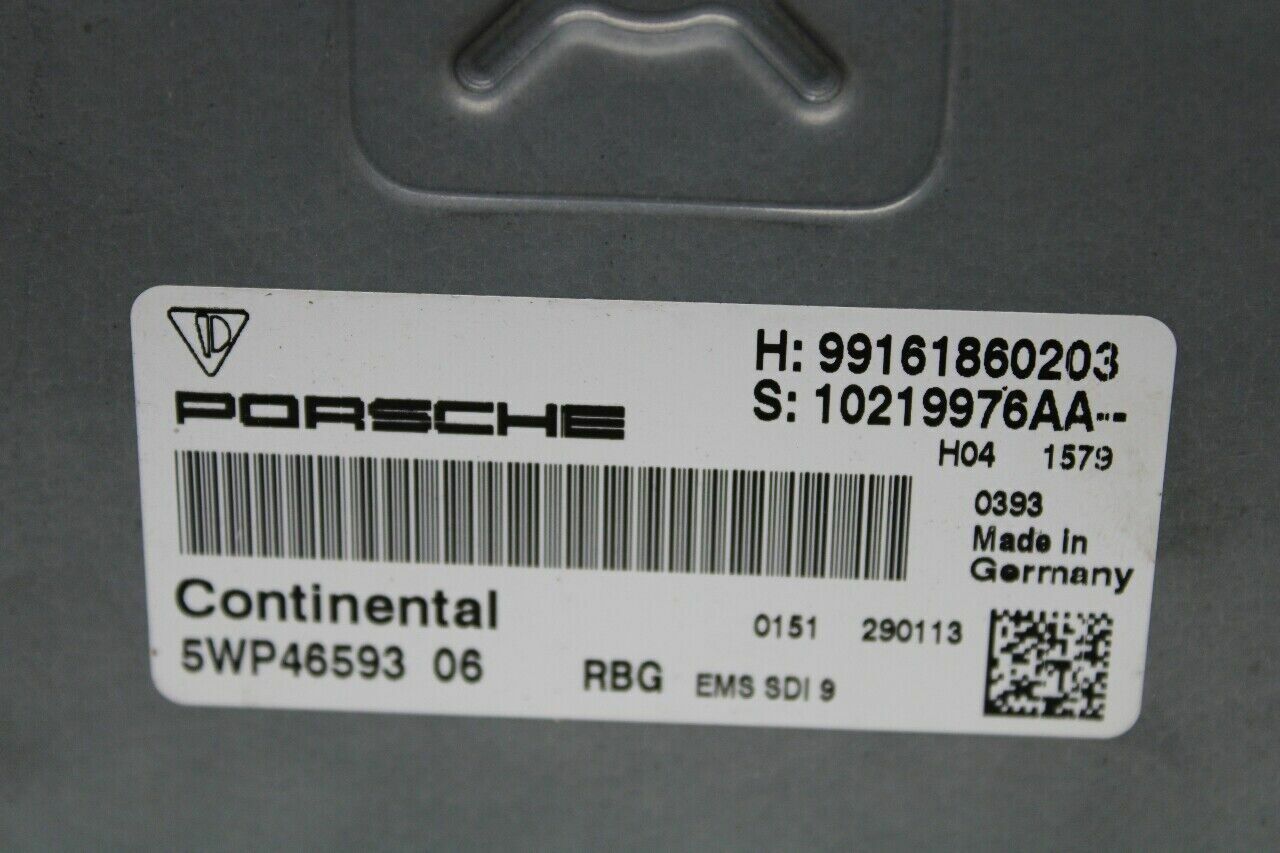 PORSCHE
H: 99161860203
S: 10219976AA--
H04 1579
0393
Made in
Germany
Continental
5WP46593 06
0151 290113
RBG EMS SDI 9